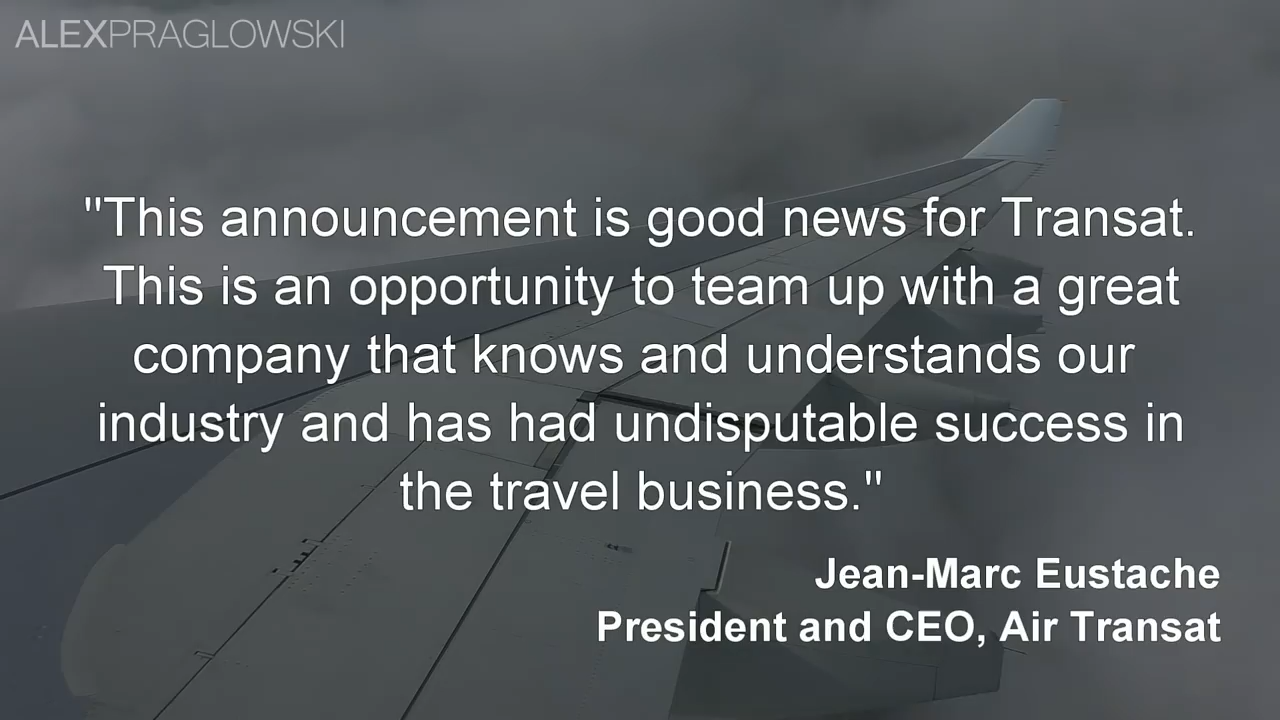 ALEXPRAGLOWSKI
"This announcement is good news for Transat.
This is an opportunity to team up with a great
company that knows and understands our
industry and has had undisputable success in
the travel business."
Jean-Marc Eustache
President and CEO, Air Transat